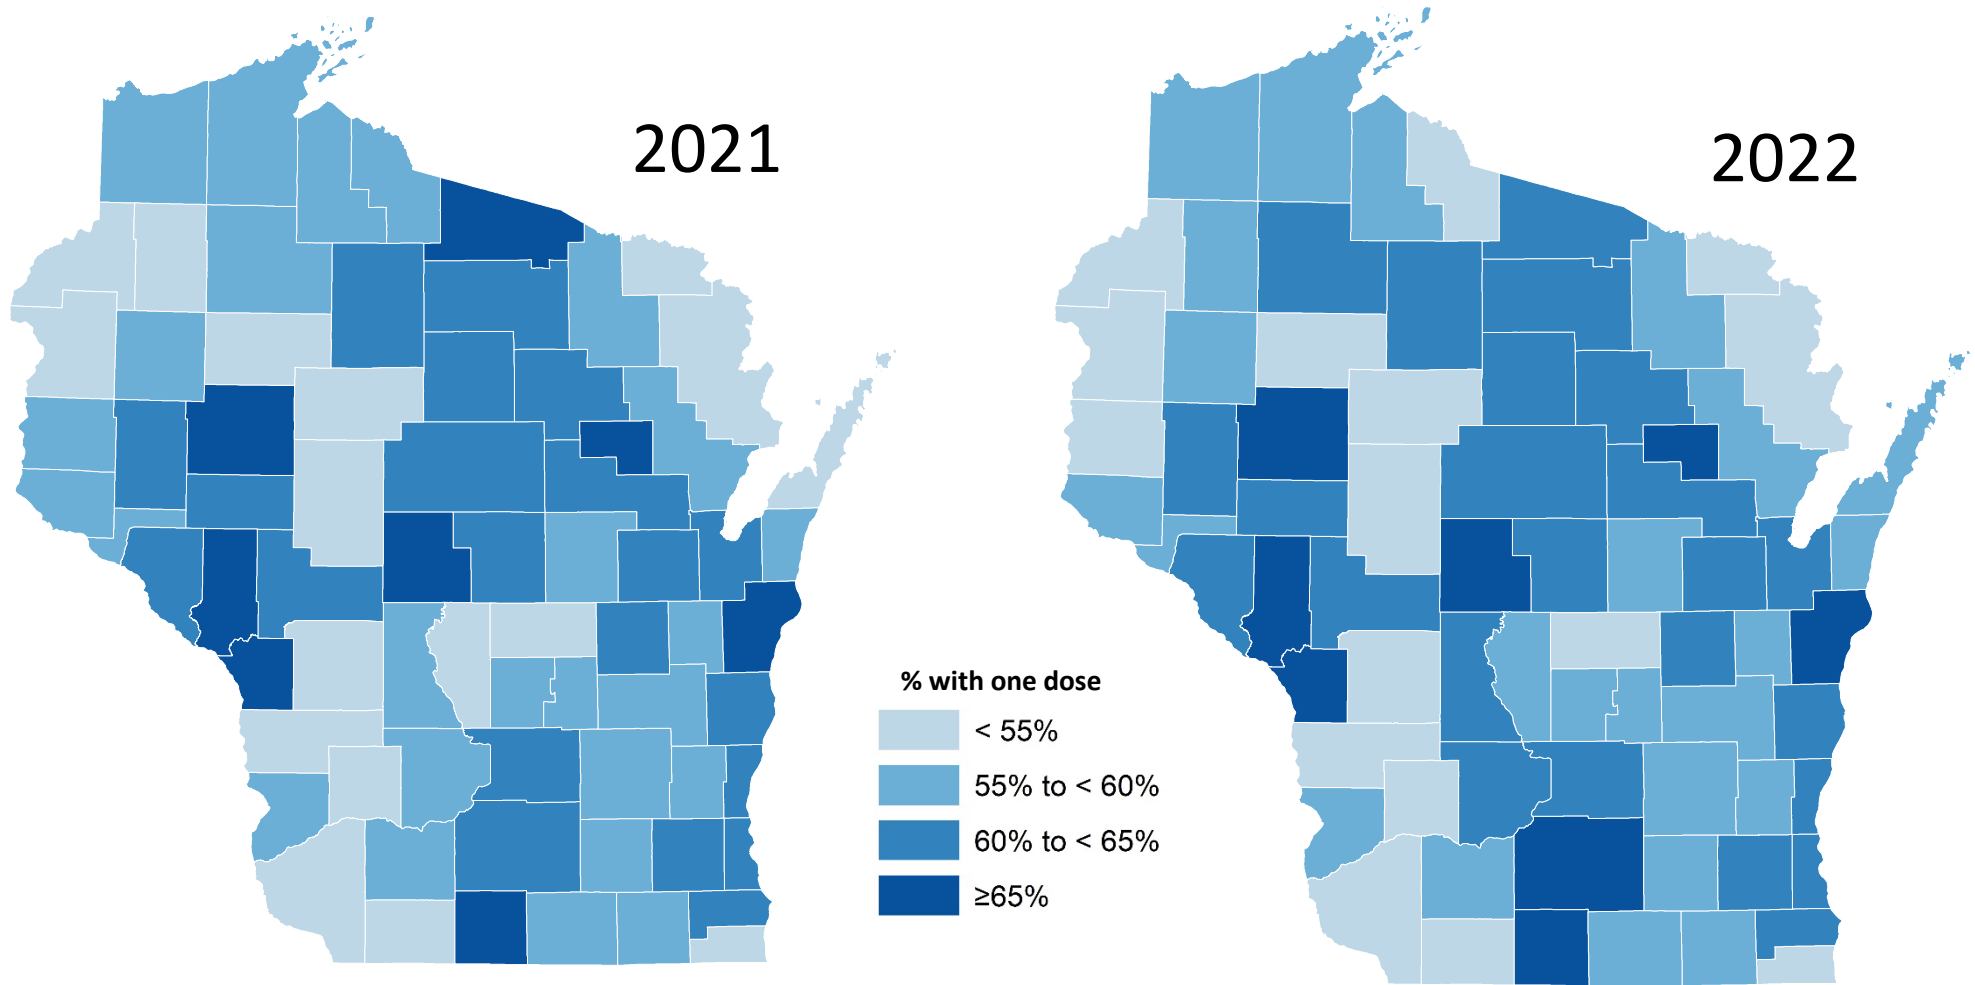 2021
2022
% with one dose
< 55%
55% to < 60%
60% to < 65%
≥65%